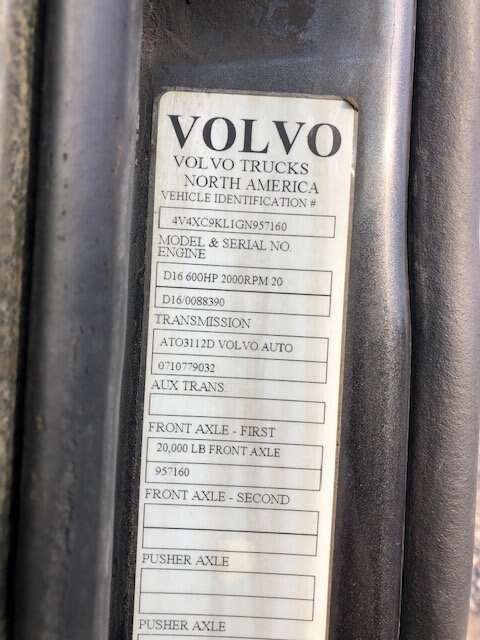 VOLVO
VOLVO TRUCKS
NORTH AMERICA
VEHICLE IDENTIFICATION #
4V4XC9KL1GN957160
MODEL & SERIAL NO.
ENGINE
D16 600HP 2000RPM 20
D16/0088390
TRANSMISSION
ATO3112D VOLVO AUTO
0710779032
AUX TRANS.
FRONT AXLE - FIRST
20,000 LB FRONT AXLE
957160
FRONT AXLE - SECOND
PUSHER AXLE
PUSHER AXLE